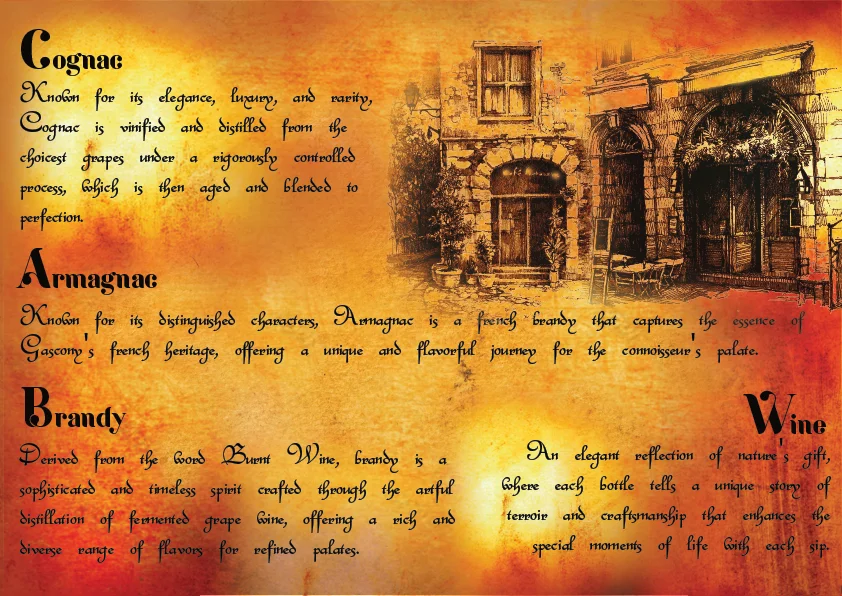 Cognac
Known for its elegance, luxury, and rarity,
Cognac is vinified and distilled from the
choicest grapes under a rigorously controlled
process, which is then aged and blended to
perfection.
Armagnac
Known for its distinguished characters, Armagnac is a french brandy that captures the essence of
Gascony's french heritage, offering a unique and flavorful journey for the connoisseur's palate.
Brandy
Derived from the word Burnt Wine, brandy is a
sophisticated and timeless spirit crafted through the artful
distillation of fermented grape wine, offering a rich and
diverse range of flavors for refined palates.
Wine
An elegant reflection of nature's gift,
where each bottle tells a unique story of
terroir and craftsmanship that enhances the
special moments of life with each sip.